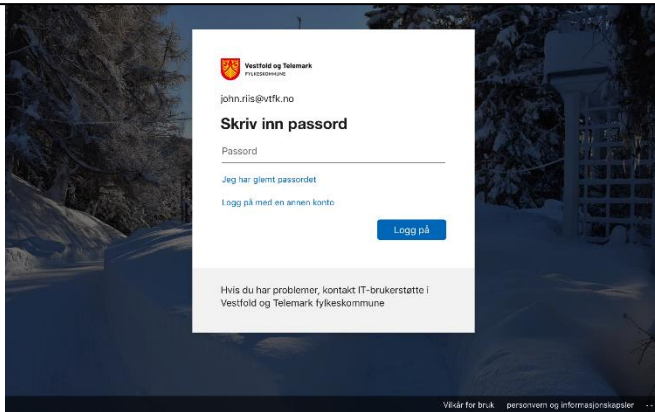 Vestfold og Telemark
FYLKESKOMMUNE
john.riis@vtfk.no
Skriv inn passord
Passord
Jeg har glemt passordet
Logg på med en annen konto
Logg på
Hvis du har problemer, kontakt IT-brukerstøtte i
Vestfold og Telemark fylkeskommune
Vilkår for bruk personvern og informasjonskapsler